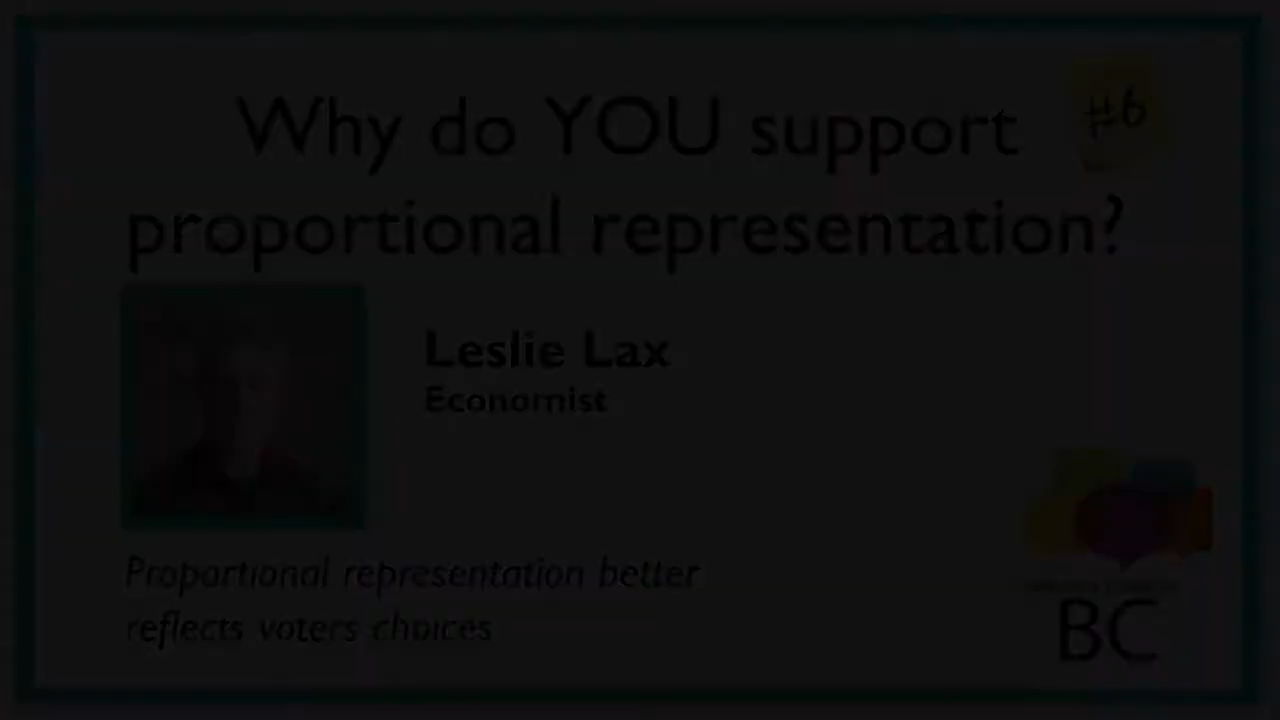 Why do YOU support
#6
proportional representation?
Leslie Lax
Economist
Proportional representation better
reflects voters choices
BC